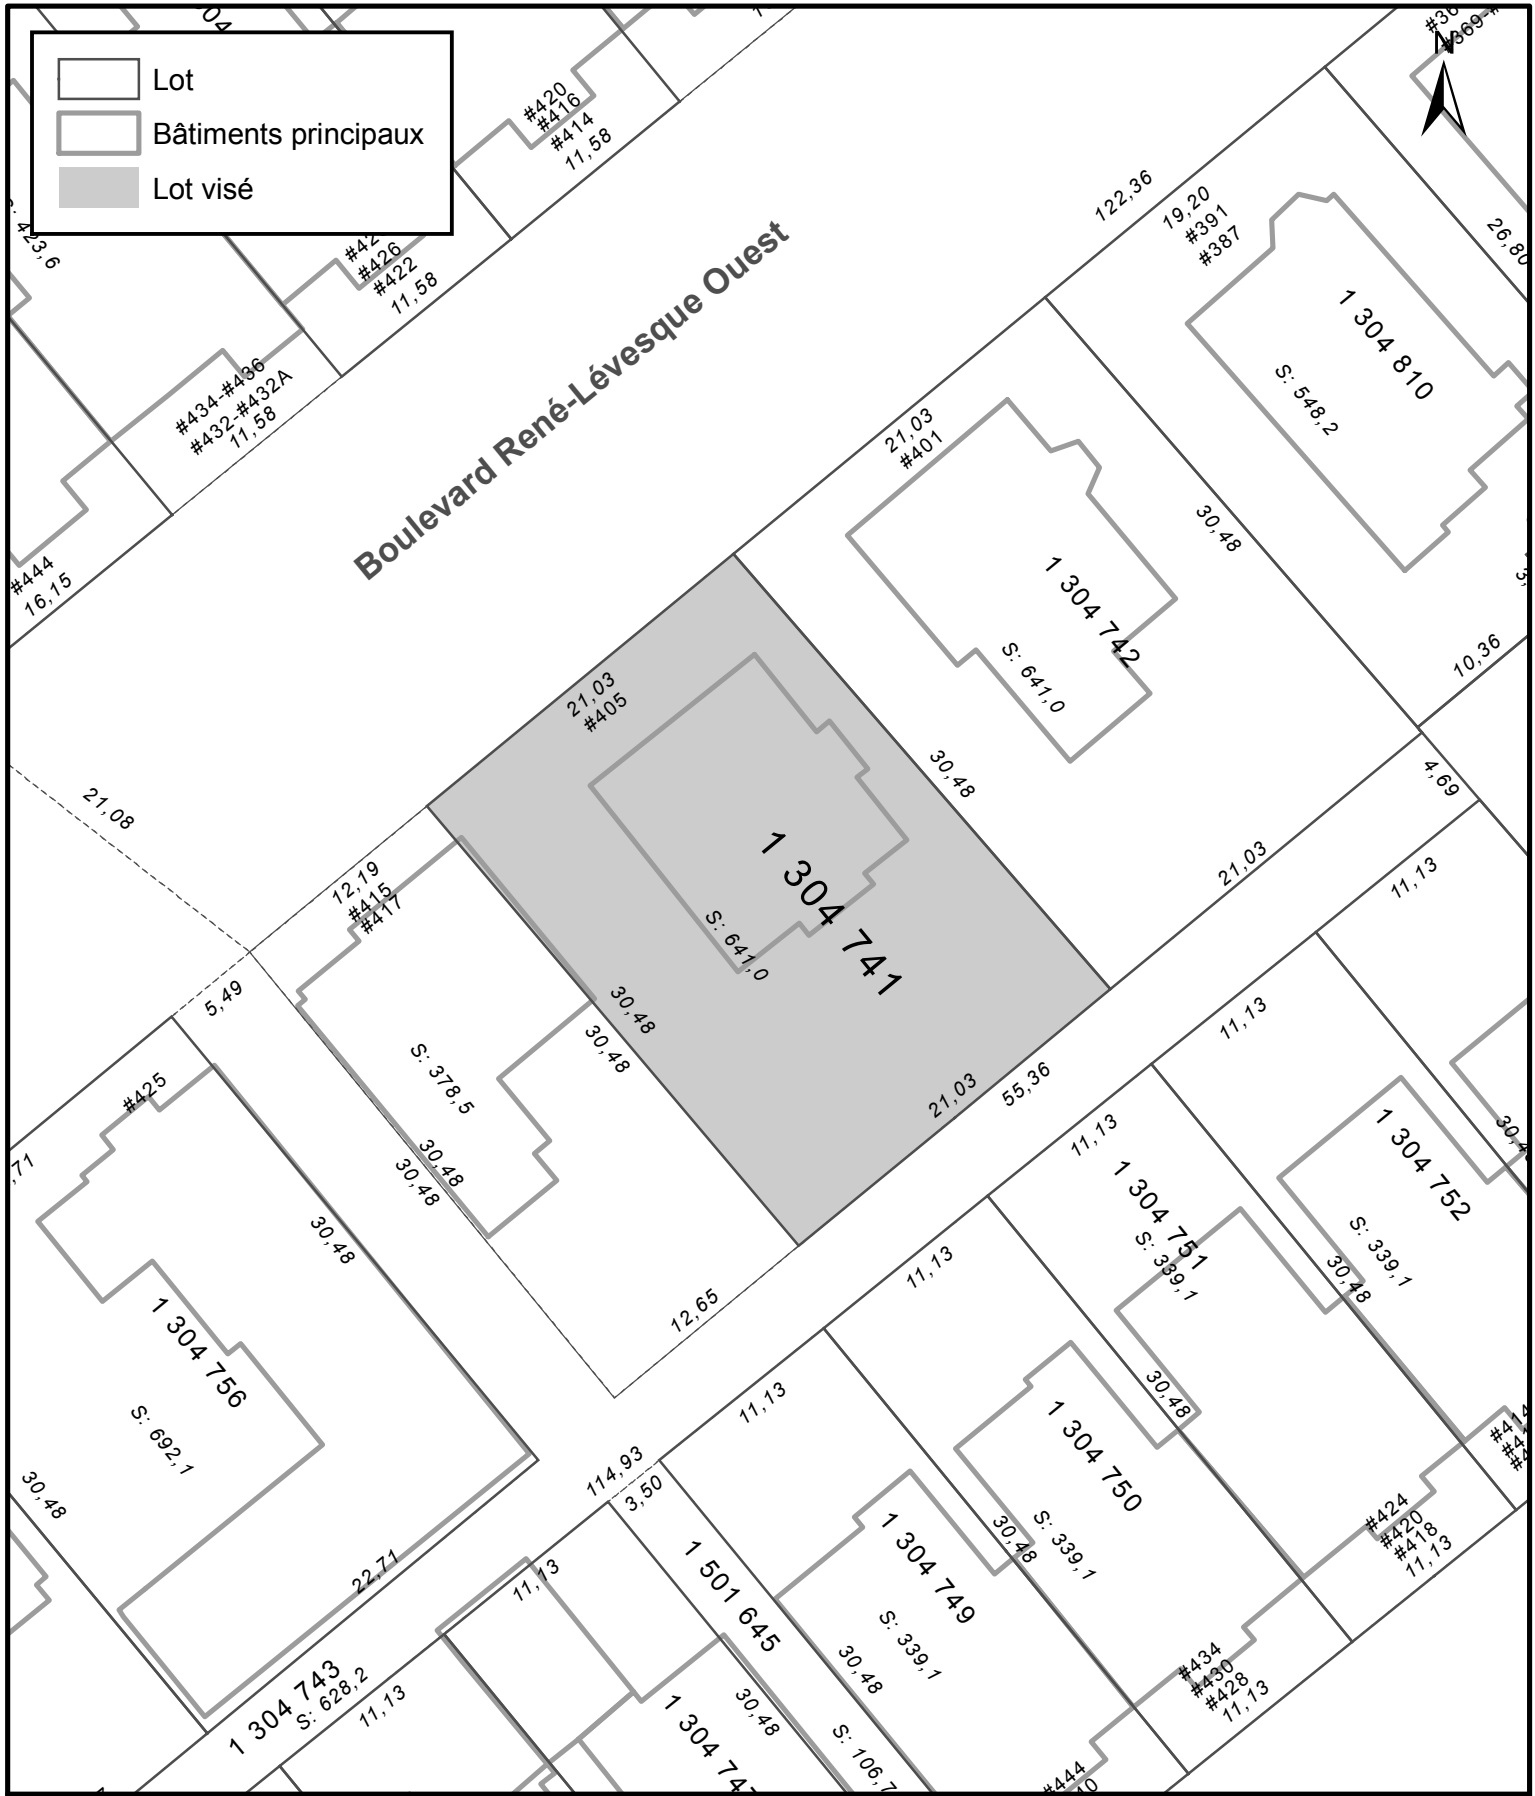 Lot
Bâtiments principaux
Lot visé
N
#420
#416
#414
11,58
#426
#422
11,58
#434-#436
#432-#432A
11,58
#444
16,15
Boulevard René-Lévesque Ouest
122,36
19,20
#391
#387
26,80
1 304 810
S: 548,2
21,03
#401
30,48
1 304 742
S: 641,0
10,36
4,69
21,03
#405
30,48
1 304 741
S: 641,0
21,08
12,19
#415
#417
5,49
S: 378,5
30,48
30,48
30,48
30,48
21,03
55,36
21,03
11,13
11,13
11,13
11,13
11,13
12,65
#425
30,48
1 304 756
S: 692,1
30,48
22,71
1 304 752
S: 339,1
30,48
1 304 751
S: 339,1
30,48
1 304 750
S: 339,1
30,48
1 304 749
S: 339,1
30,48
114,93
3,50
1 501 645
11,13
1 304 743
S: 628,2
11,13
30,48
#424
#420
#418
11,13
#434
#430
#428
11,13
#444